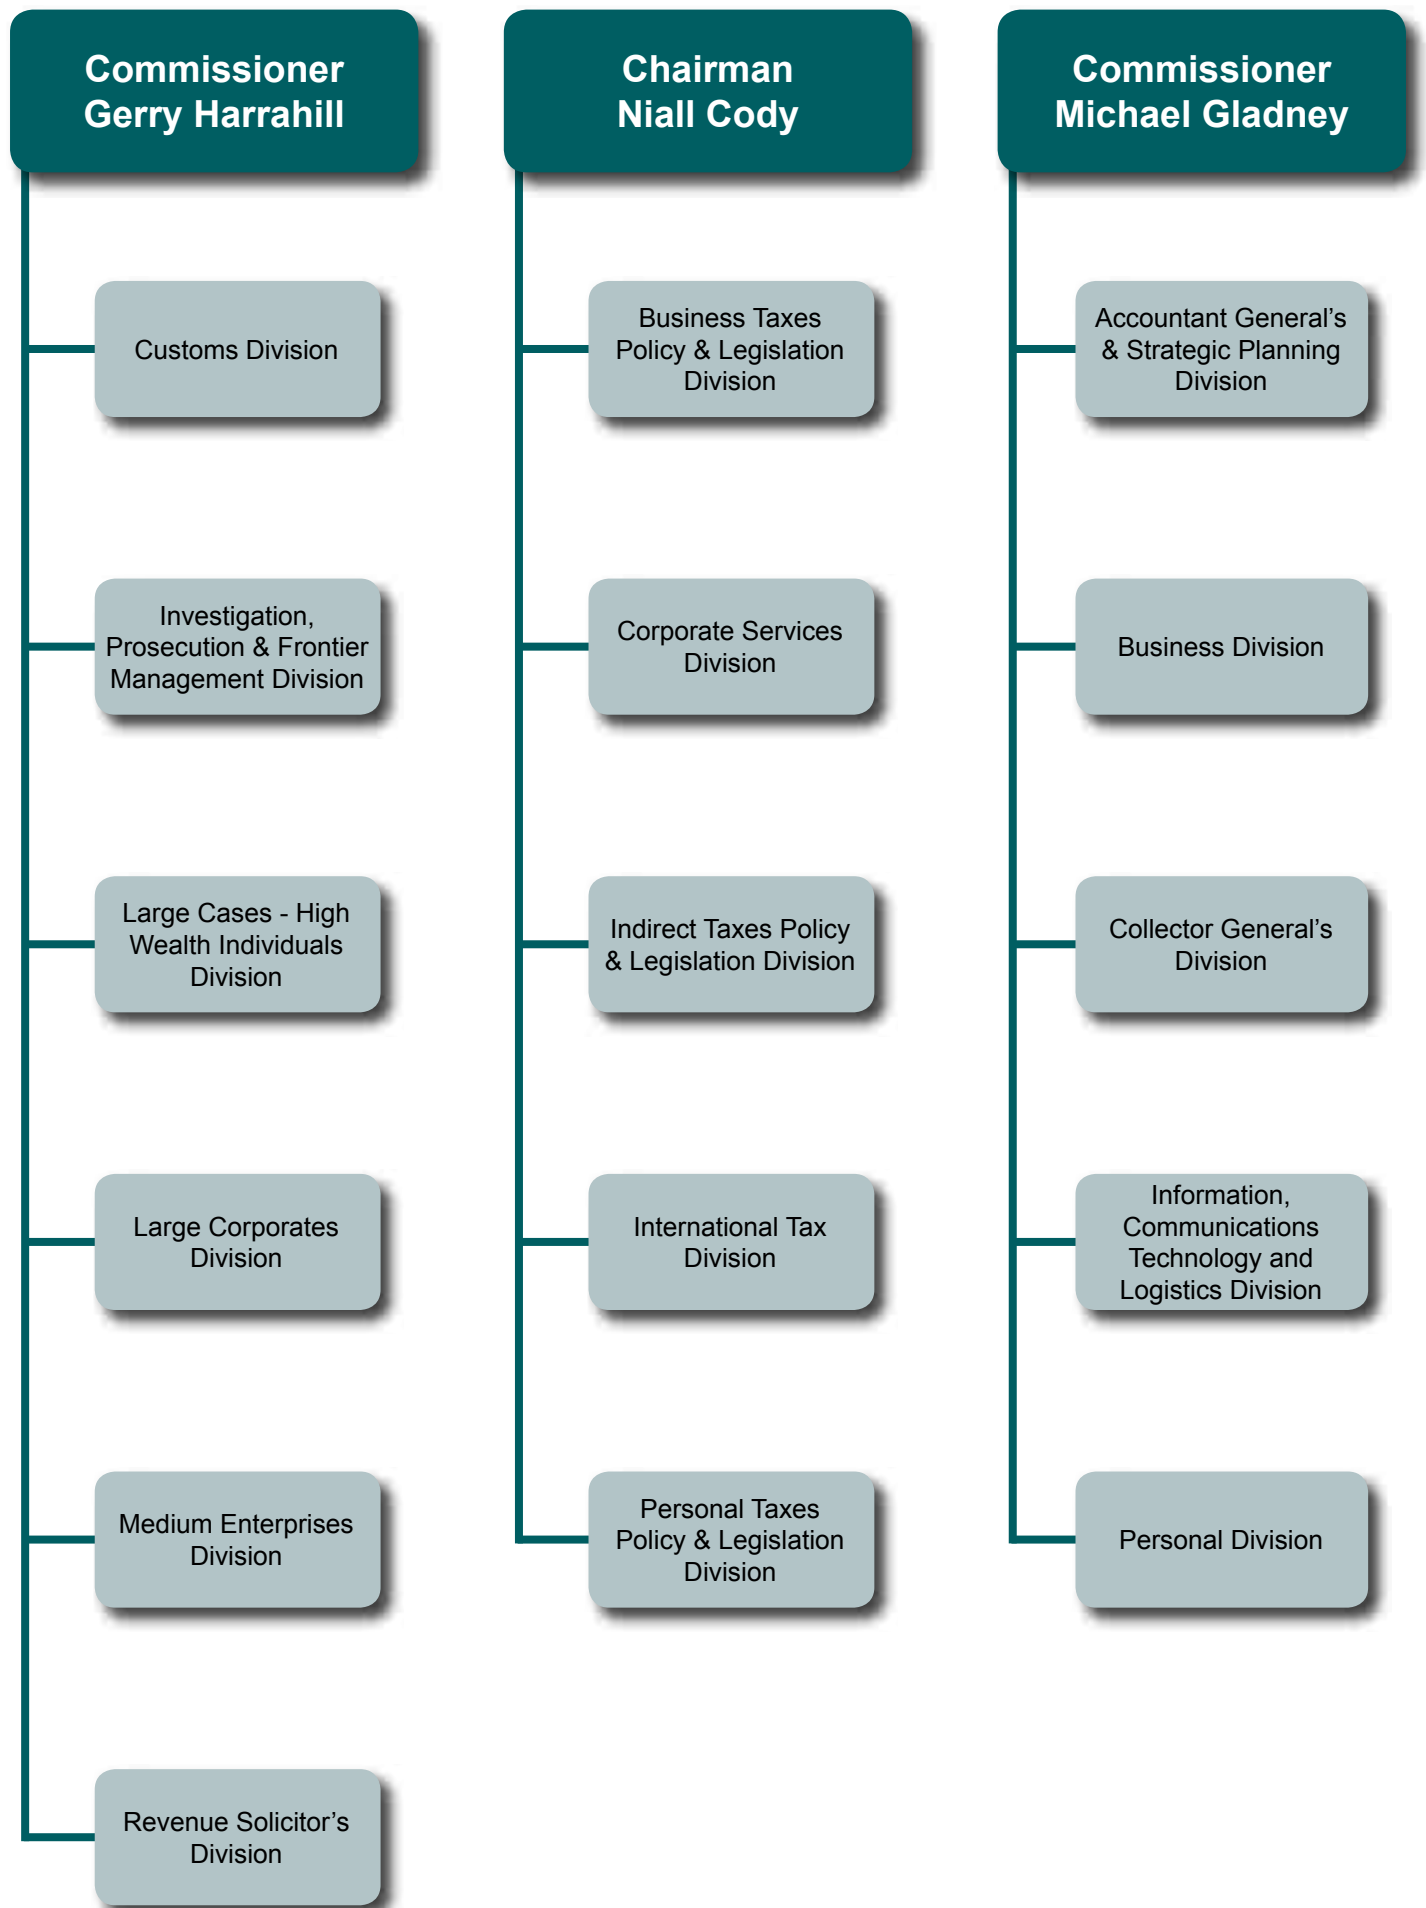 Commissioner
Gerry Harrahill
Customs Division
Investigation,
Prosecution & Frontier
Management Division
Large Cases - High
Wealth Individuals
Division
Large Corporates
Division
Medium Enterprises
Division
Revenue Solicitor’s
Division
Chairman
Niall Cody
Business Taxes
Policy & Legislation
Division
Corporate Services
Division
Indirect Taxes Policy
& Legislation Division
International Tax
Division
Personal Taxes
Policy & Legislation
Division
Commissioner
Michael Gladney
Accountant General’s
& Strategic Planning
Division
Business Division
Collector General’s
Division
Information,
Communications
Technology and
Logistics Division
Personal Division